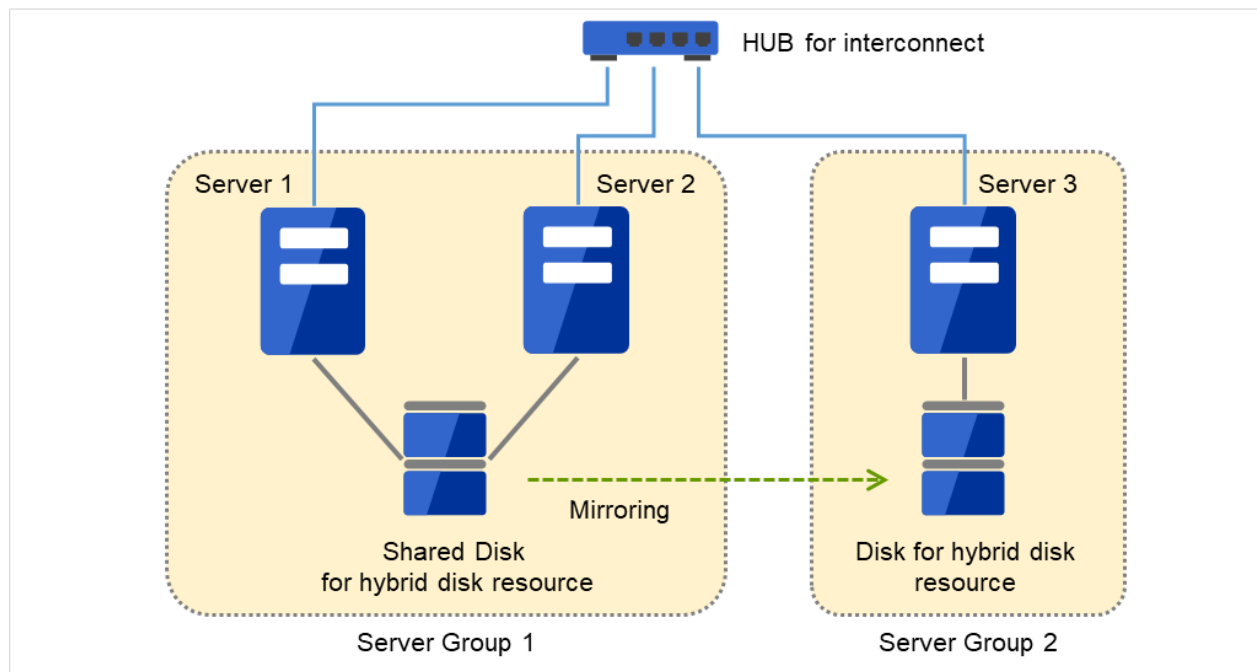 HUB for interconnect
Server 1
Server 2
Server 3
Mirroring
Shared Disk
for hybrid disk resource
Disk for hybrid disk
resource
Server Group 1
Server Group 2